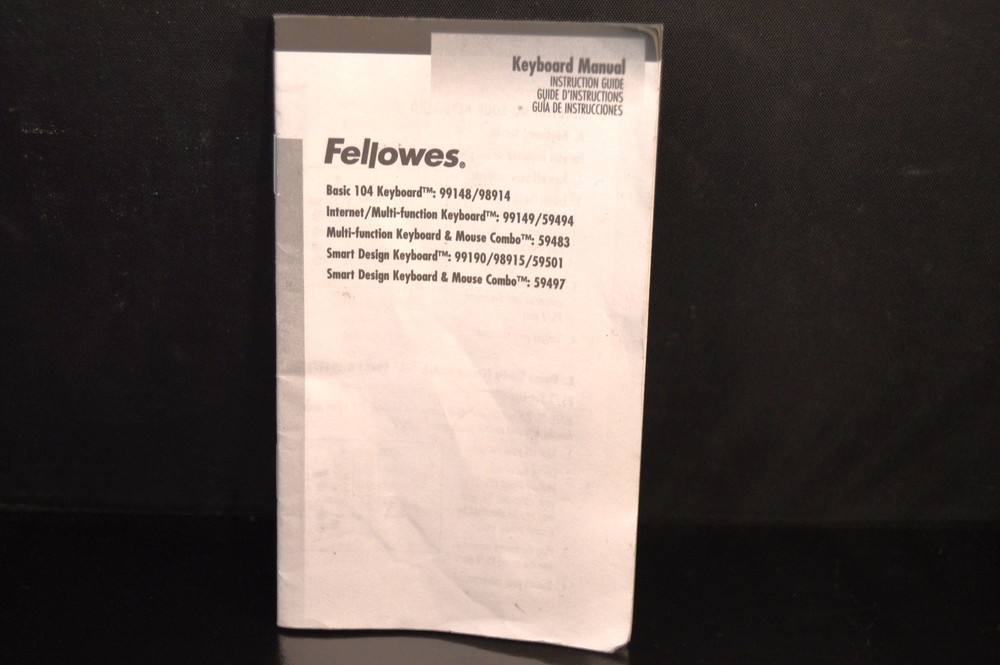 Keyboard Manual
INSTRUCTION GUIDE
GUIDE D'INSTRUCTIONS
GUÍA DE INSTRUCCIONES
Fellowes®
Basic 104 Keyboard™: 99148/98914
Internet/Multi-function Keyboard™: 99149/59494
Multi-function Keyboard & Mouse Combo™: 59483
Smart Design Keyboard™: 99190/98915/59501
Smart Design Keyboard & Mouse Combo™: 59497